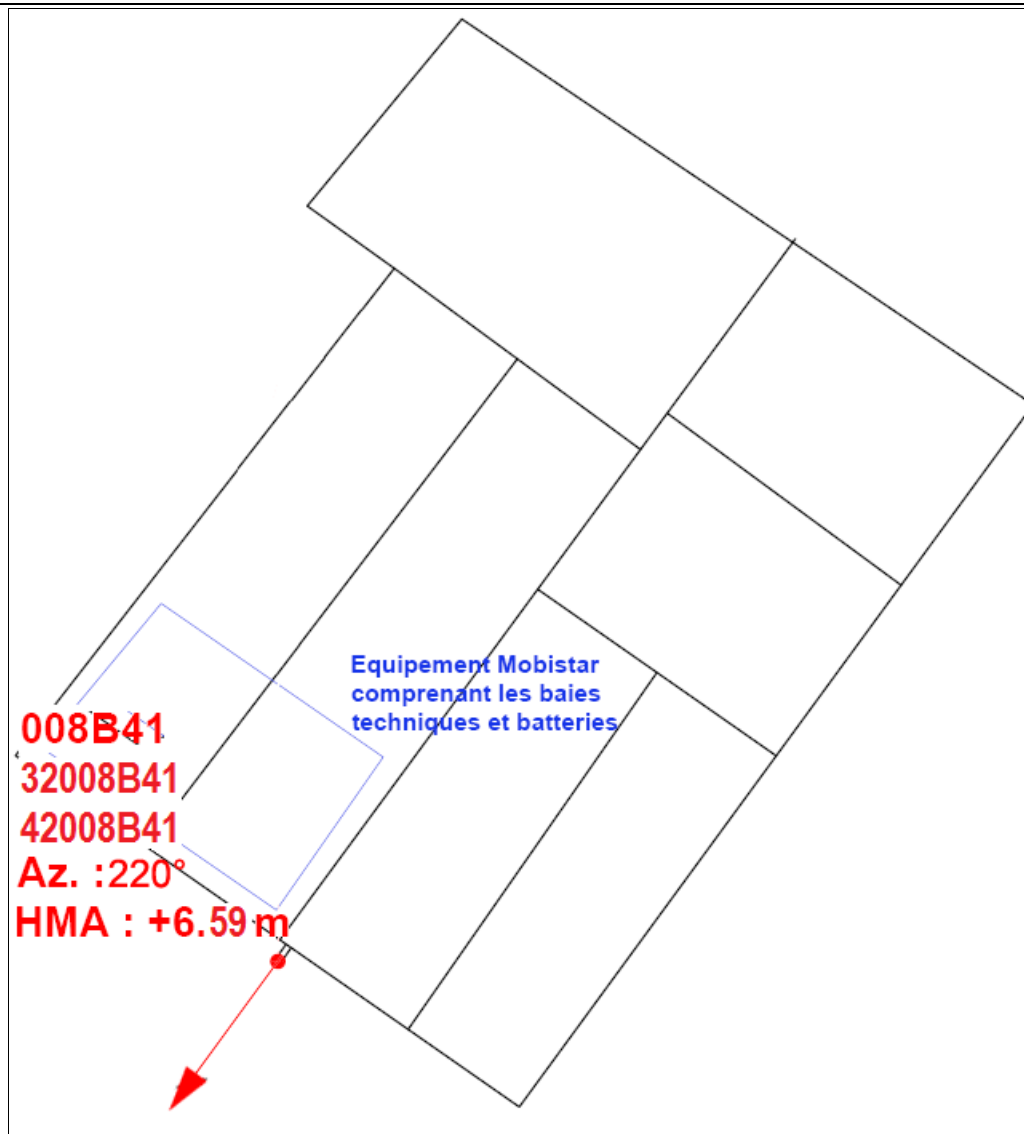 Equipement Mobistar
comprenant les baies
techniques et batteries
008B41
32008B41
42008B41
Az. :220°
HMA : +6.59 m